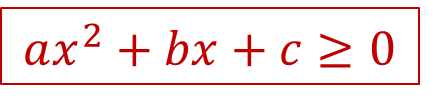 ax² + bx + c ≥ 0